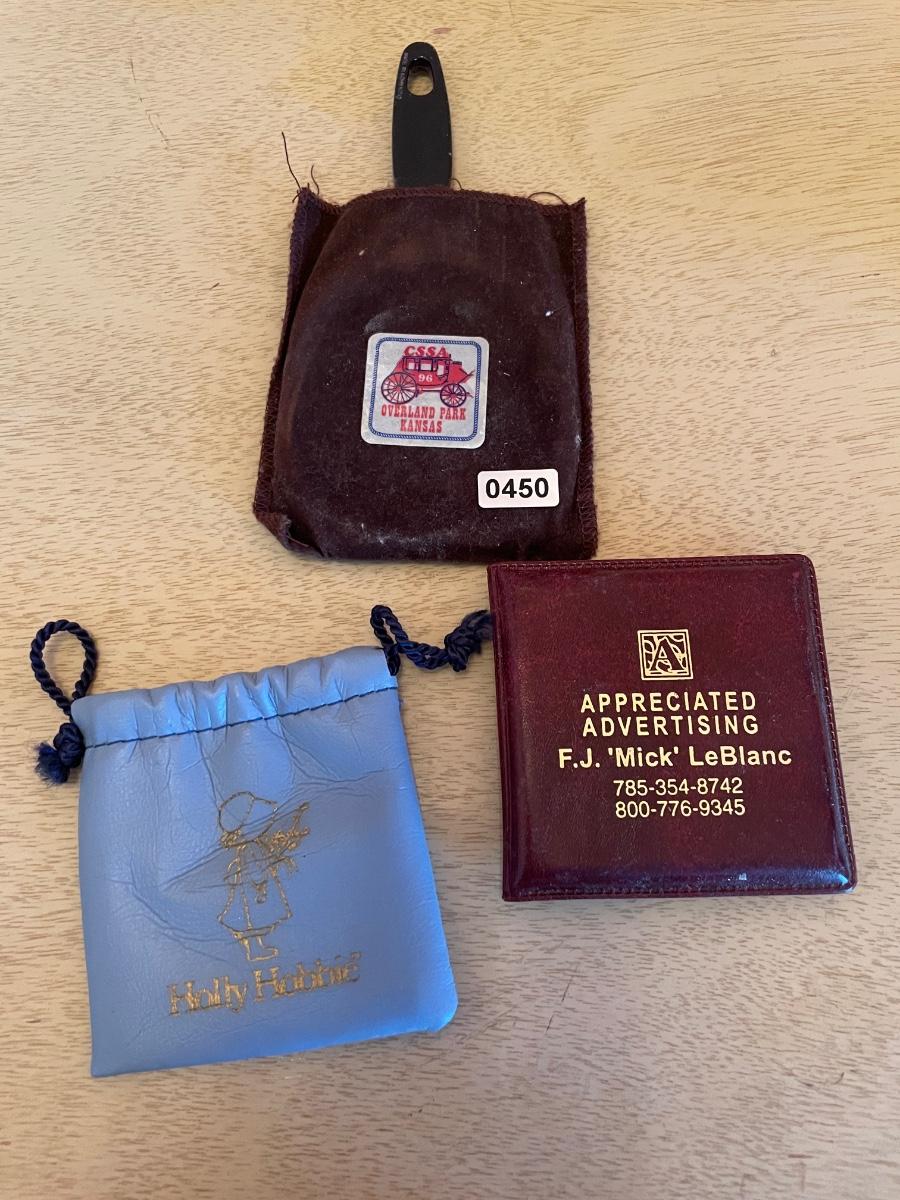 CSSA
96
OVERLAND PARK
KANSAS
0450
A
APPRECIATED
ADVERTISING
F.J. 'Mick' LeBlanc
785-354-8742
800-776-9345
Holly Hobbie